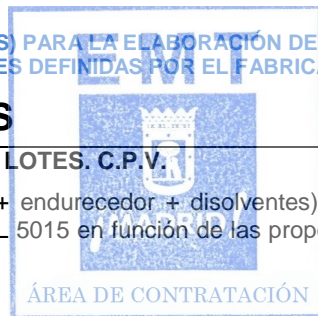 S) PARA LA ELABORACIÓN DE
ES DEFINIDAS POR EL FABRICA
EMT
S
LOTES. C.P.V.
+ endurecedor + disolventes)
L 5015 en función de las prop
¡MADRID!
ÁREA DE CONTRATACIÓN